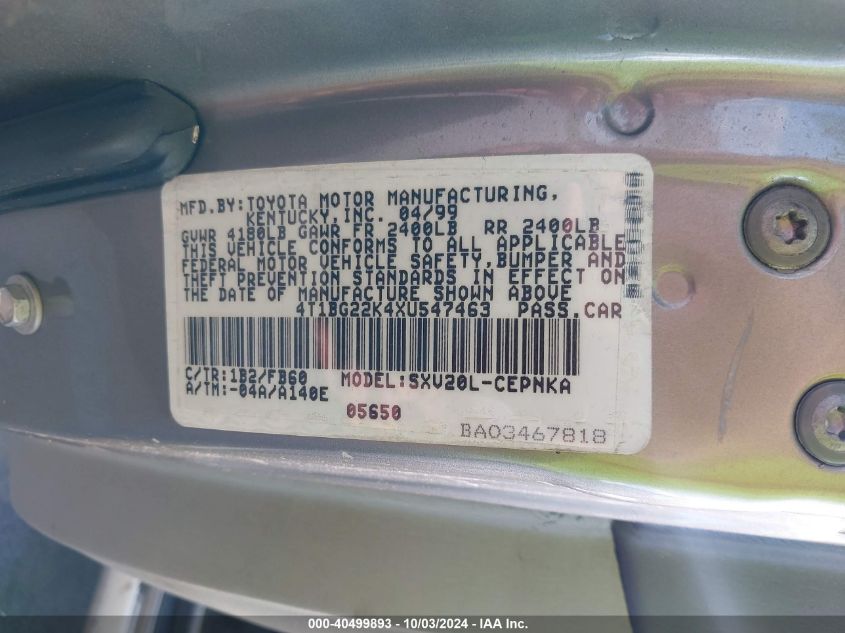 MFD.BY:TOYOTA MOTOR MANUFACTURING,
KENTUCKY,INC. 04/99
GVWR 4180LB GAWR FR 2400LB RR 2400LB
THIS VEHICLE CONFORMS TO ALL APPLICABLE
FEDERAL MOTOR VEHICLE SAFETY,BUMPER AND
THEFT PREVENTION STANDARDS IN EFFECT ON
THE DATE OF MANUFACTURE SHOWN ABOVE
4T1BG22K4XU547463 PASS.CAR
C/TR:1B2/FB60 MODEL:SXV20L-CEPNKA
A/TM:-04A/A140E
05650
BA03467818
000-40499893 - 10/03/2024 - IAA Inc.